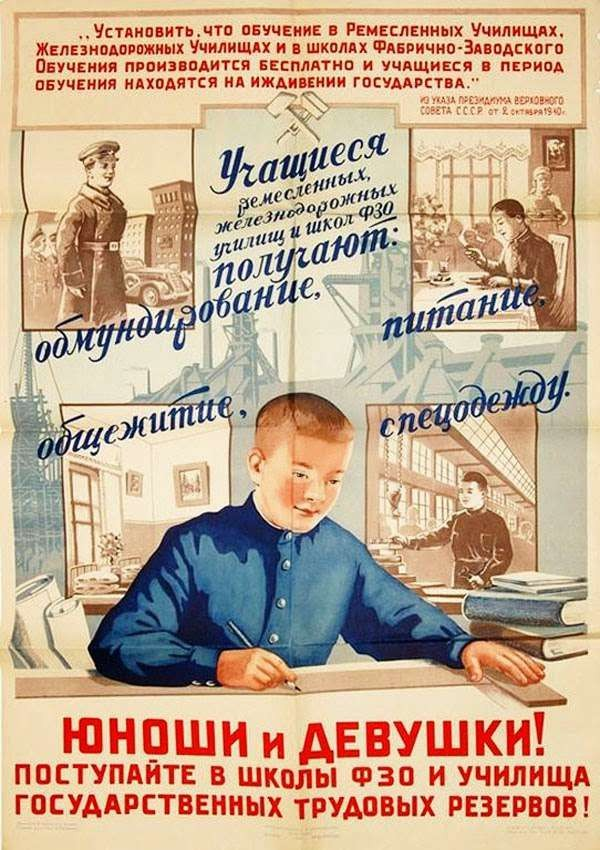 „Установить, что обучение в Ремесленных Училищах,
Железнодорожных Училищах и в школах Фабрично-Заводского
Обучения производится бесплатно и учащиеся в период
обучения находятся на иждивении государства."
ИЗ УКАЗА ПРЕЗИДИУМА ВЕРХОВНОГО
СОВЕТА С.С.С.Р. от 2 октября 1940 г.
Учащиеся
ремесленных,
железнодорожных
училищ и школ ФЗО
получают:
обмундирование,
питание,
общежитие,
спецодежду.
ЮНОШИ и ДЕВУШКИ!
ПОСТУПАЙТЕ В ШКОЛЫ ФЗО И УЧИЛИЩА
ГОСУДАРСТВЕННЫХ ТРУДОВЫХ РЕЗЕРВОВ!